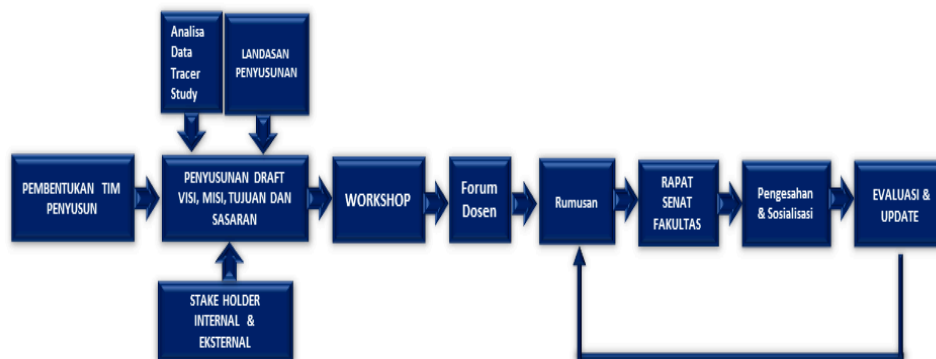 Analisa
Data
Tracer
Study
LANDASAN
PENYUSUNAN
PEMBENTUKAN TIM
PENYUSUN
PENYUSUNAN DRAFT
VISI, MISI, TUJUAN DAN
SASARAN
WORKSHOP
Forum
Dosen
Rumusan
RAPAT
SENAT
FAKULTAS
Pengesahan
& Sosialisasi
EVALUASI &
UPDATE
STAKE HOLDER
INTERNAL &
EKSTERNAL